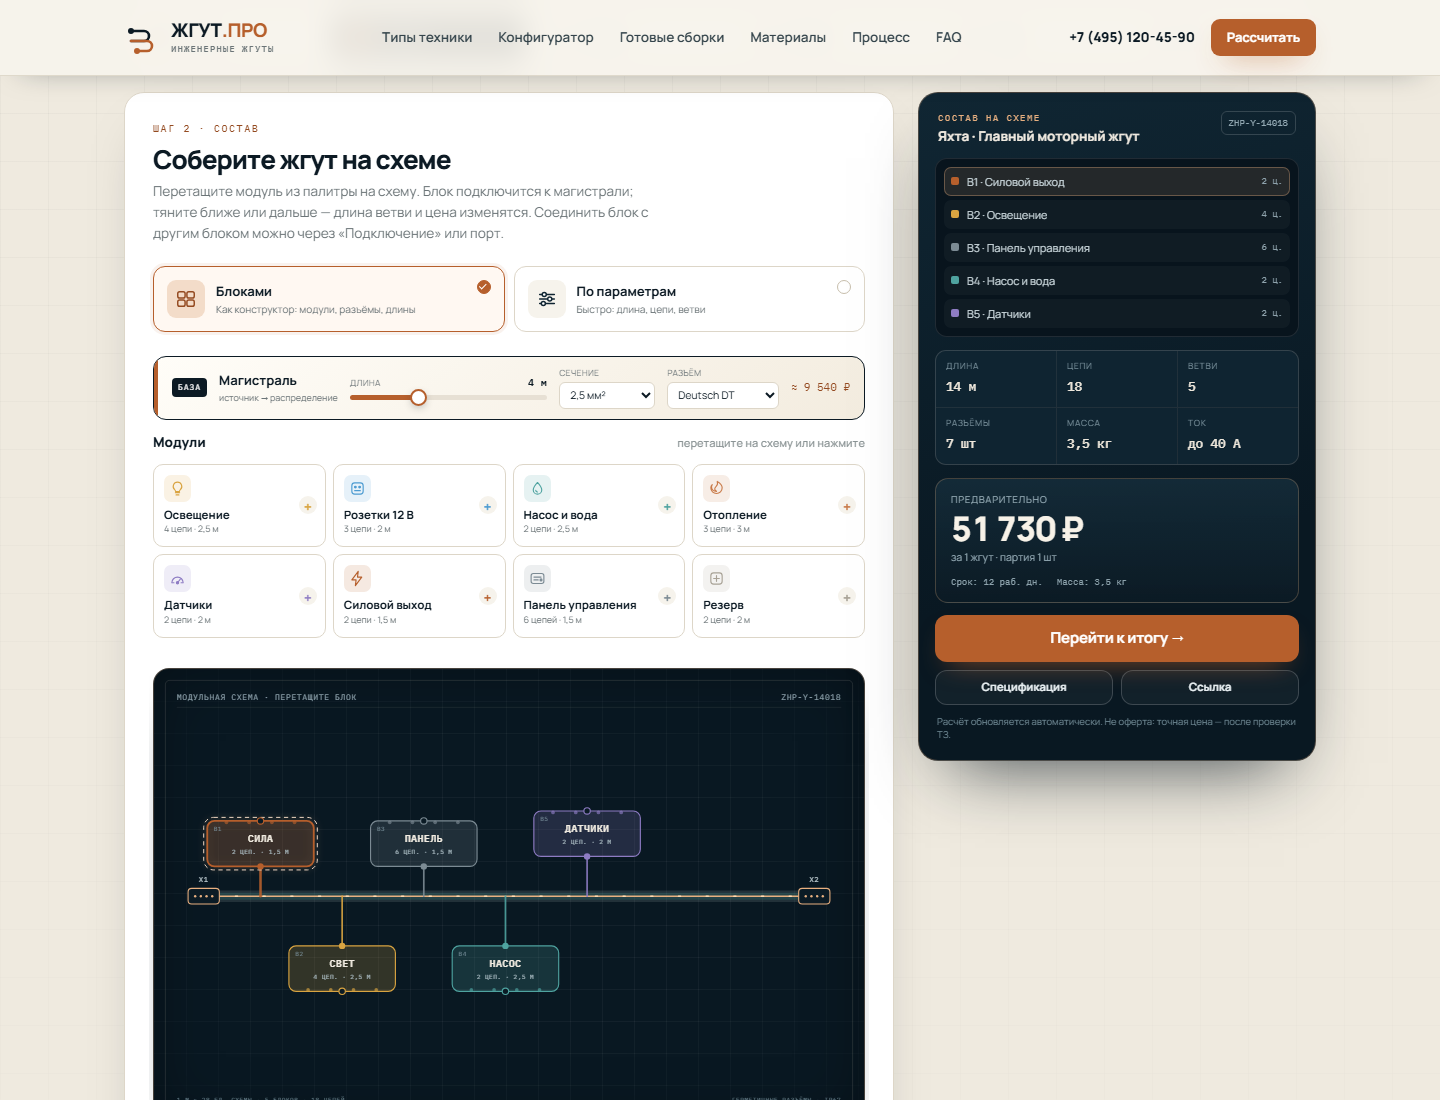 ЖГУТ.ПРО
ИНЖЕНЕРНЫЕ ЖГУТЫ
Типы техники
Конфигуратор
Готовые сборки
Материалы
Процесс
FAQ
+7 (495) 120-45-90
Рассчитать
ШАГ 2 · СОСТАВ
Соберите жгут на схеме
Перетащите модуль из палитры на схему. Блок подключится к магистрали;
тяните ближе или дальше — длина ветви и цена изменятся. Соединить блок с
другим блоком можно через «Подключение» или порт.
Блоками
Как конструктор: модули, разъёмы, длины
По параметрам
Быстро: длина, цепи, ветви
БАЗА
Магистраль
источник → распределение
ДЛИНА
4 м
СЕЧЕНИЕ
2,5 мм²
РАЗЪЁМ
Deutsch DT
≈ 9 540 ₽
Модули
перетащите на схему или нажмите
Освещение
4 цепи · 2,5 м
+
Розетки 12 В
3 цепи · 2 м
+
Насос и вода
2 цепи · 2,5 м
+
Отопление
3 цепи · 3 м
+
Датчики
2 цепи · 2 м
+
Силовой выход
2 цепи · 1,5 м
+
Панель управления
6 цепей · 1,5 м
+
Резерв
2 цепи · 2 м
+
МОДУЛЬНАЯ СХЕМА · ПЕРЕТАЩИТЕ БЛОК
ZHP-Y-14018
B1
СИЛА
2 ЦЕП. · 1,5 М
B3
ПАНЕЛЬ
6 ЦЕП. · 1,5 М
B5
ДАТЧИКИ
2 ЦЕП. · 2 М
X1
X2
B2
СВЕТ
4 ЦЕП. · 2,5 М
B4
НАСОС
2 ЦЕП. · 2,5 М
СОСТАВ НА СХЕМЕ
Яхта · Главный моторный жгут
ZHP-Y-14018
B1 · Силовой выход
2 ц.
B2 · Освещение
4 ц.
B3 · Панель управления
6 ц.
B4 · Насос и вода
2 ц.
B5 · Датчики
2 ц.
ДЛИНА
14 м
ЦЕПИ
18
ВЕТВИ
5
РАЗЪЁМЫ
7 шт
МАССА
3,5 кг
ТОК
до 40 А
ПРЕДВАРИТЕЛЬНО
51 730 ₽
за 1 жгут · партия 1 шт
Срок: 12 раб. дн.
Масса: 3,5 кг
Перейти к итогу →
Спецификация
Ссылка
Расчёт обновляется автоматически. Не оферта: точная цена — после проверки
ТЗ.